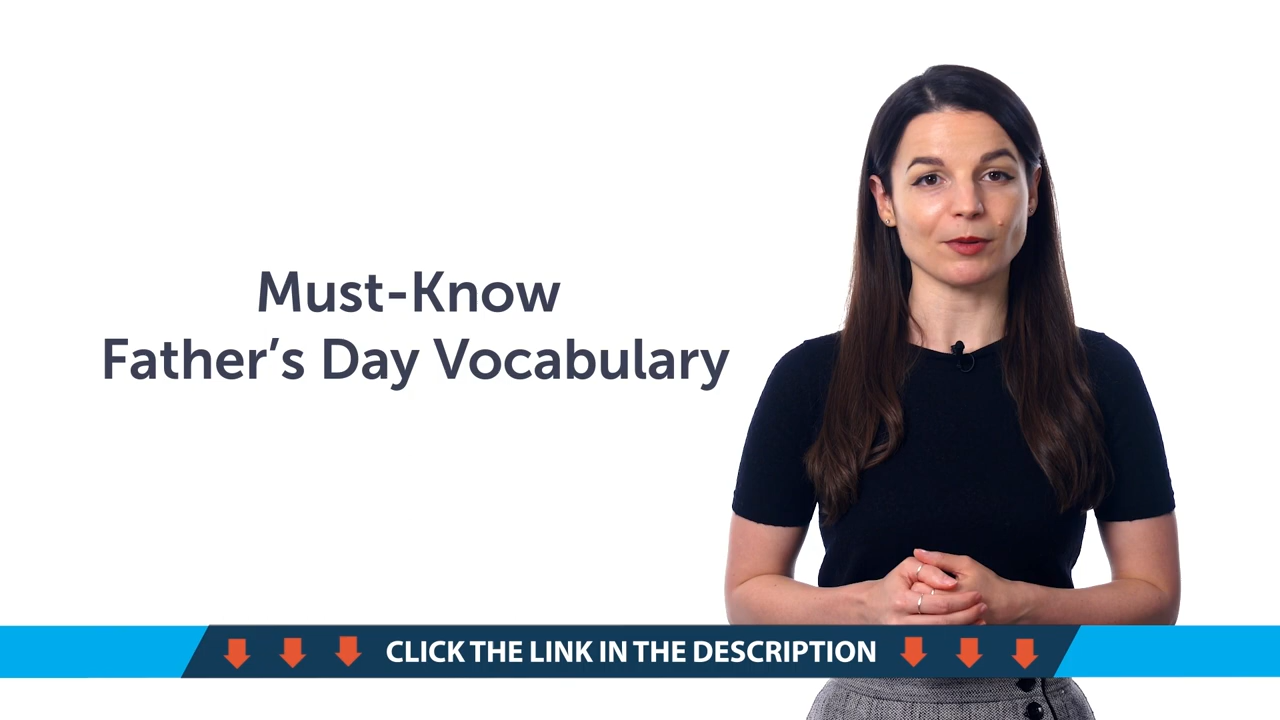 Must-Know
Father’s Day Vocabulary
CLICK THE LINK IN THE DESCRIPTION